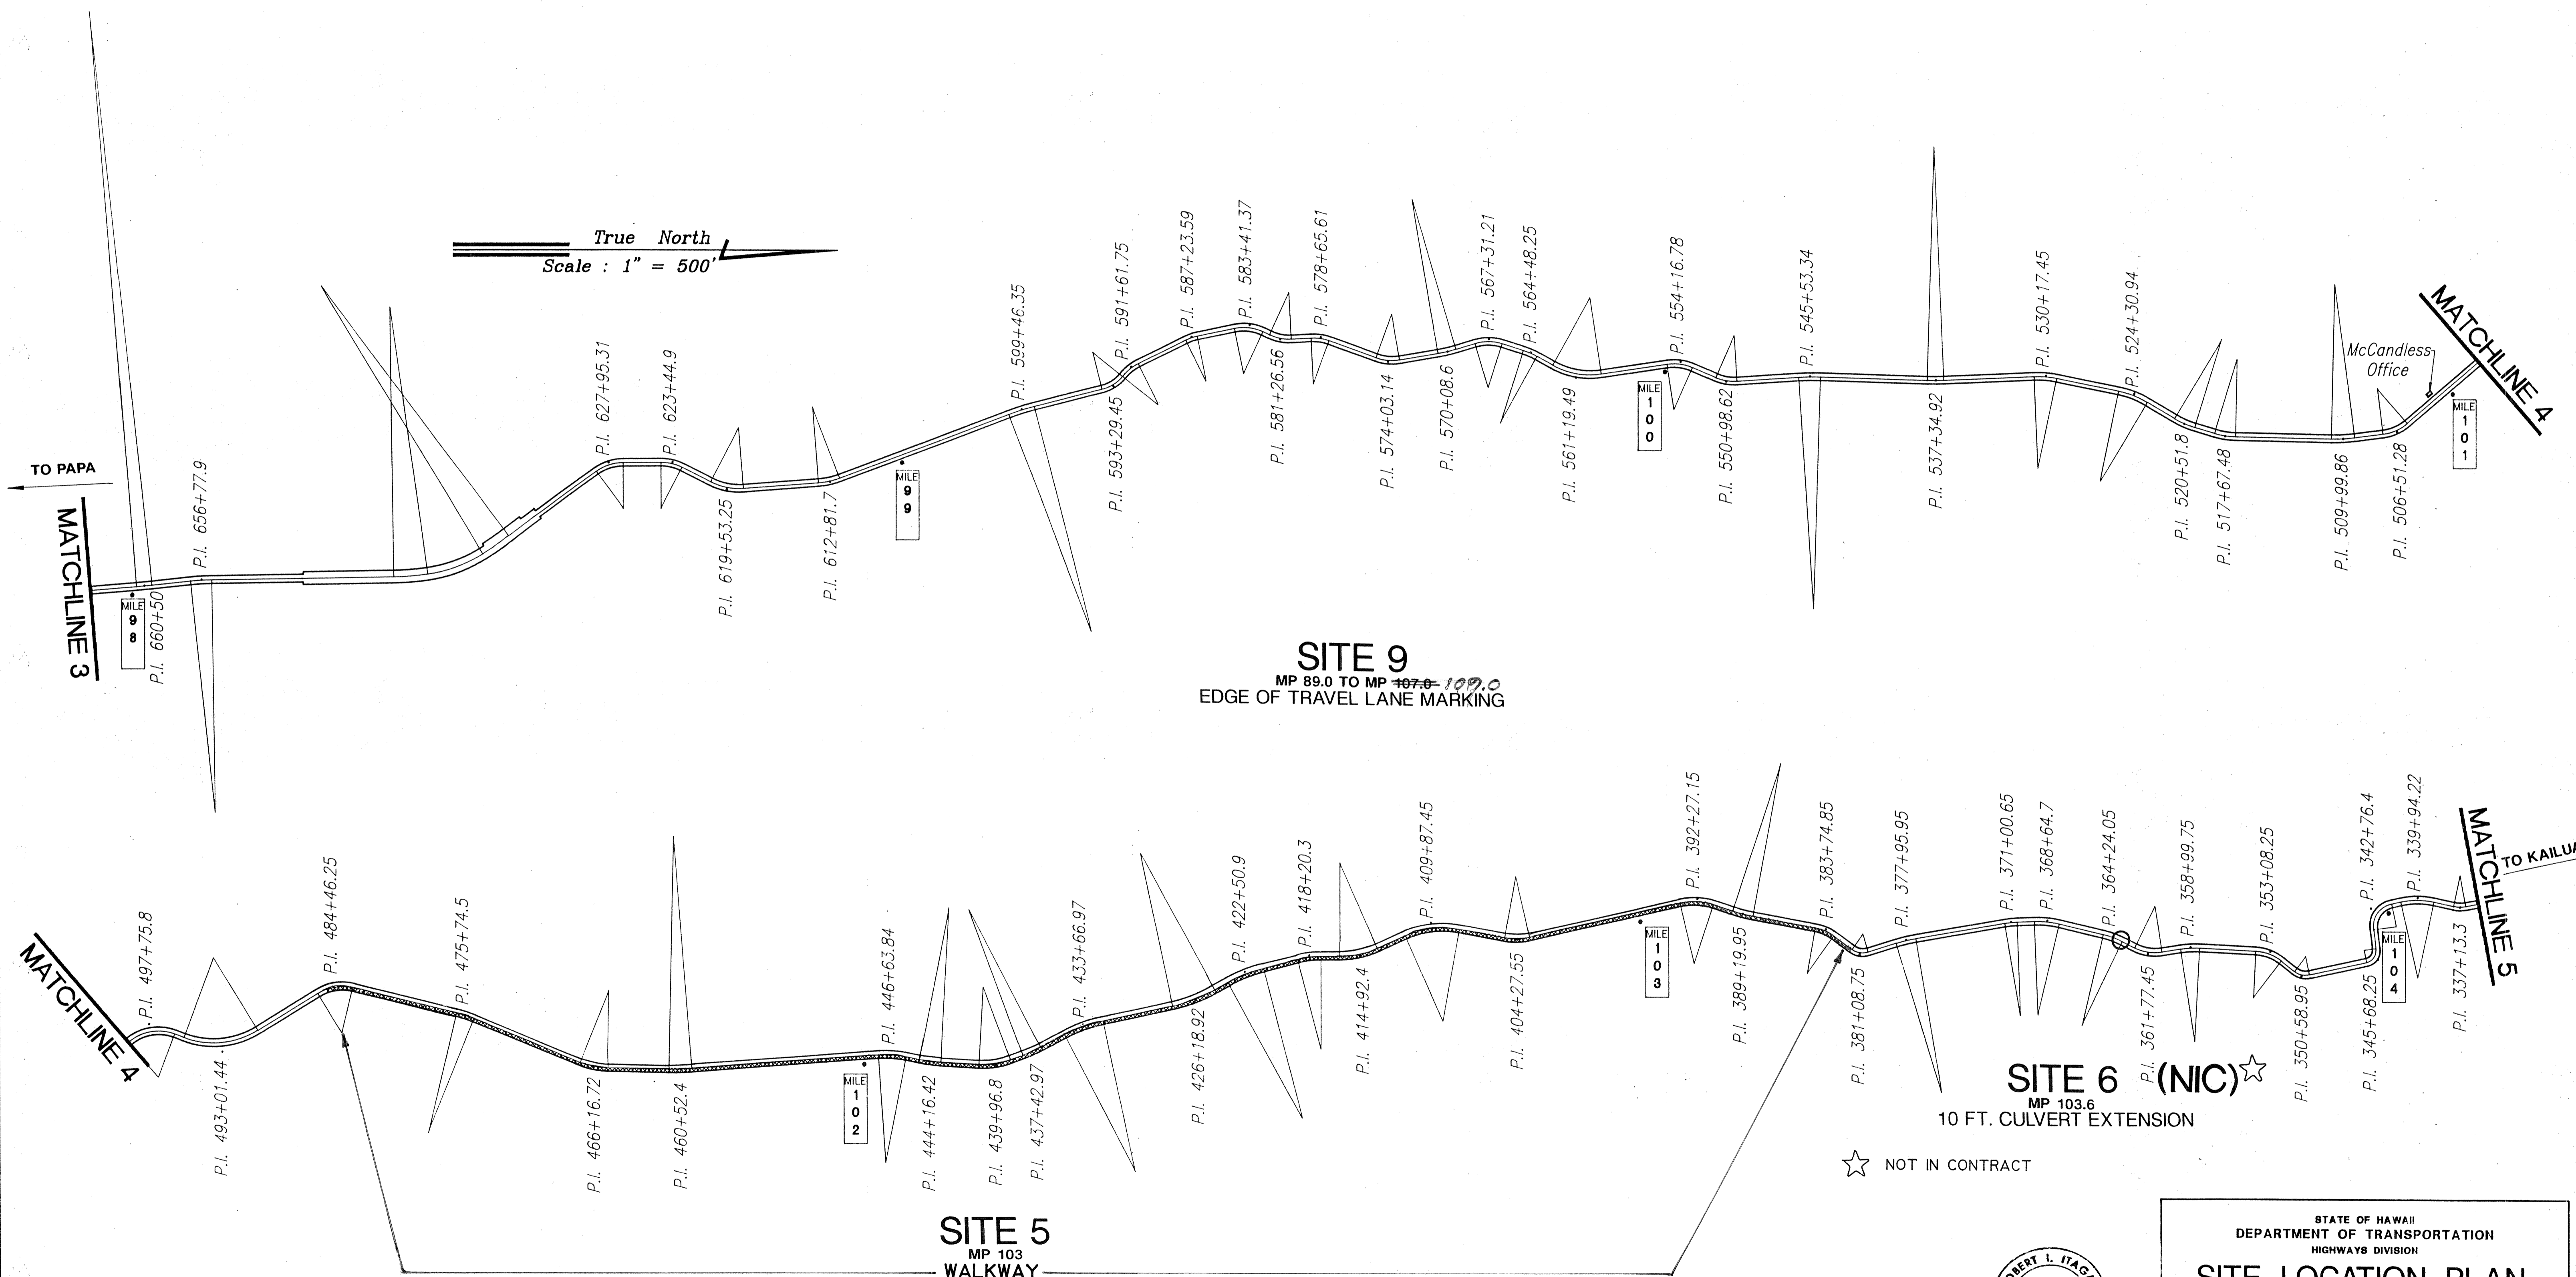 True North
Scale : 1" = 500'
TO PAPA
MATCHLINE 3
MILE 98
P.I. 660+50
P.I. 656+77.9
P.I. 627+95.31
P.I. 623+44.9
P.I. 619+53.25
P.I. 612+81.7
MILE 99
P.I. 599+46.35
P.I. 593+29.45
P.I. 591+61.75
P.I. 587+23.59
P.I. 583+41.37
P.I. 581+26.56
P.I. 578+65.61
P.I. 574+03.14
P.I. 570+08.6
P.I. 567+31.21
P.I. 564+48.25
P.I. 561+19.49
MILE 100
P.I. 554+16.78
P.I. 550+98.62
P.I. 545+53.34
P.I. 537+34.92
P.I. 530+17.45
P.I. 524+30.94
P.I. 520+51.8
P.I. 517+67.48
P.I. 509+99.86
P.I. 506+51.28
McCandless
Office
MILE 101
MATCHLINE 4
SITE 9
MP 89.0 TO MP 107.0
EDGE OF TRAVEL LANE MARKING
MATCHLINE 4
P.I. 497+75.8
P.I. 493+01.44
P.I. 484+46.25
P.I. 475+74.5
P.I. 466+16.72
P.I. 460+52.4
MILE 102
P.I. 446+63.84
P.I. 444+16.42
P.I. 439+96.8
P.I. 437+42.97
P.I. 433+66.97
P.I. 426+18.92
P.I. 422+50.9
P.I. 418+20.3
P.I. 414+92.4
P.I. 409+87.45
P.I. 404+27.55
MILE 103
P.I. 392+27.15
P.I. 389+19.95
P.I. 383+74.85
P.I. 381+08.75
P.I. 377+95.95
P.I. 371+00.65
P.I. 368+64.7
P.I. 364+24.05
P.I. 361+77.45
P.I. 358+99.75
P.I. 353+08.25
P.I. 350+58.95
P.I. 345+68.25
P.I. 342+76.4
MILE 104
P.I. 339+94.22
P.I. 337+13.3
MATCHLINE 5
TO KAILUA
SITE 6 (NIC)☆
MP 103.6
10 FT. CULVERT EXTENSION
☆ NOT IN CONTRACT
SITE 5
MP 103
WALKWAY
STATE OF HAWAII
DEPARTMENT OF TRANSPORTATION
HIGHWAYS DIVISION
SITE LOCATION PLAN